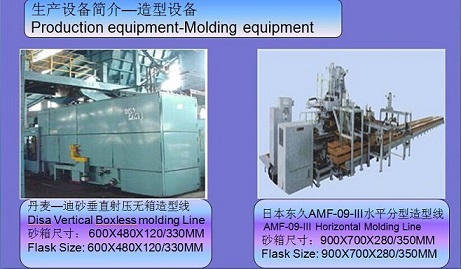 生产设备简介—造型设备
Production equipment-Molding equipment
丹麦—迪砂垂直射压无箱造型线
Disa Vertical Boxless molding Line
砂箱尺寸： 600X480X120/330MM
Flask Size: 600X480X120/330MM
日本东久AMF-09-III水平分型造型线
AMF-09-III Horizontal Molding Line
砂箱尺寸： 900X700X280/350MM
Flask Size: 900X700X280/350MM